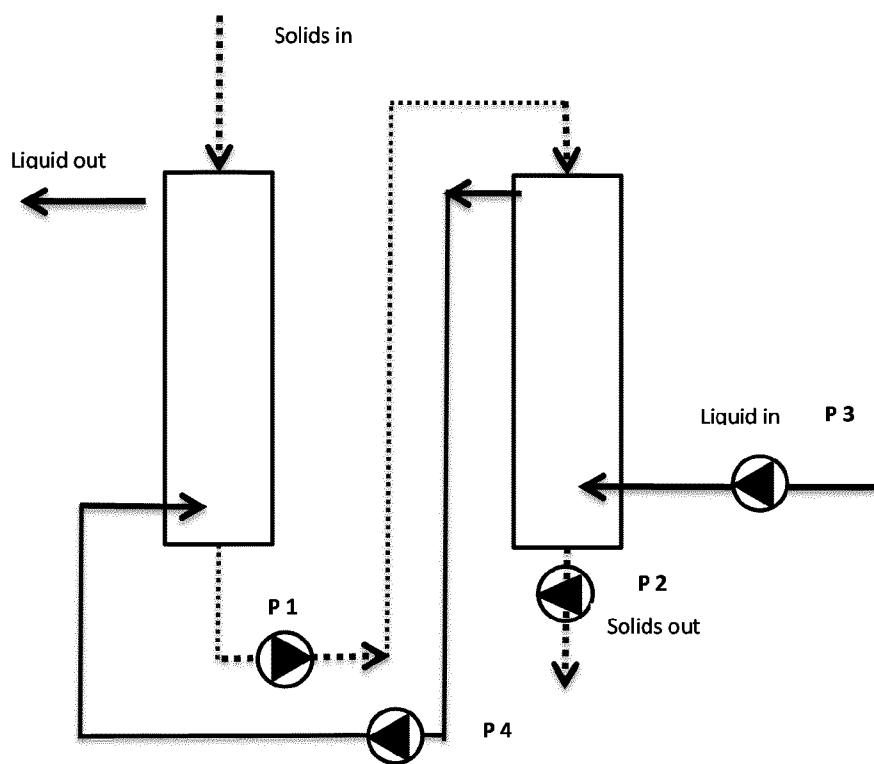 Solids in
Liquid out
Liquid in
P 3
P 2
P 1
Solids out
P 4